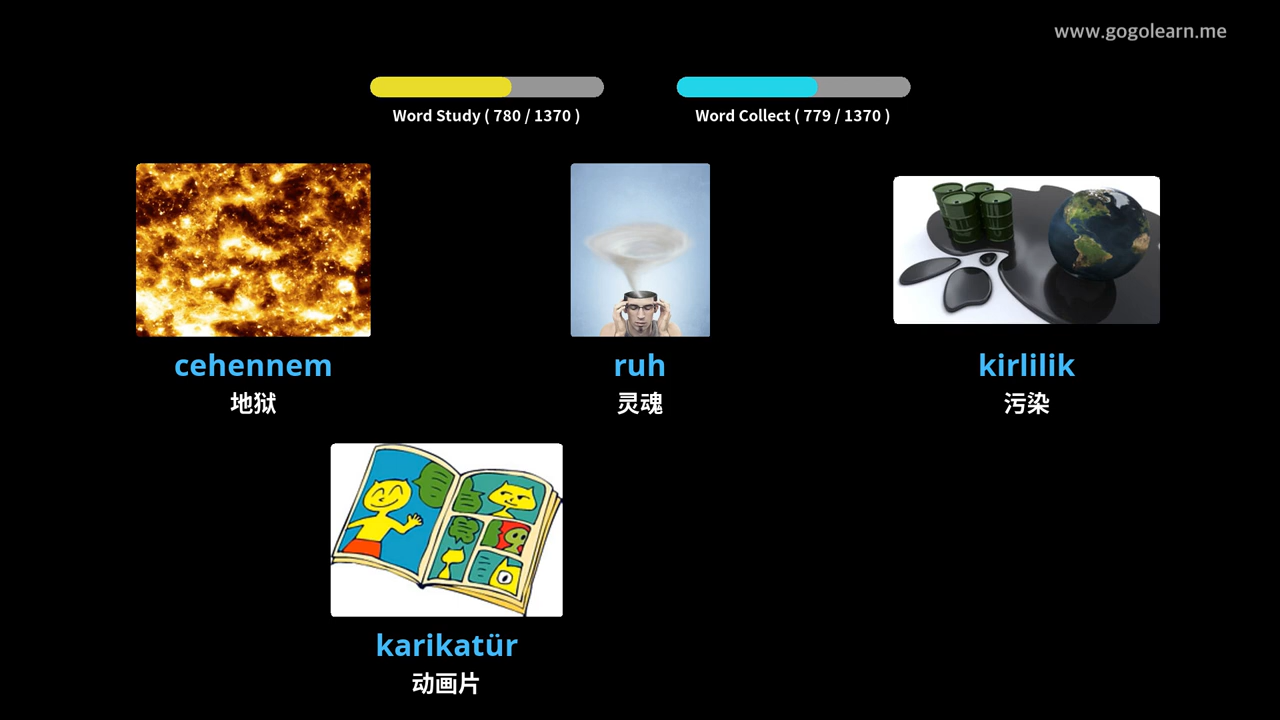 www.gogolearn.me
Word Study ( 780 / 1370 )
Word Collect ( 779 / 1370 )
cehennem
地狱
ruh
灵魂
kirlilik
污染
karikatür
动画片